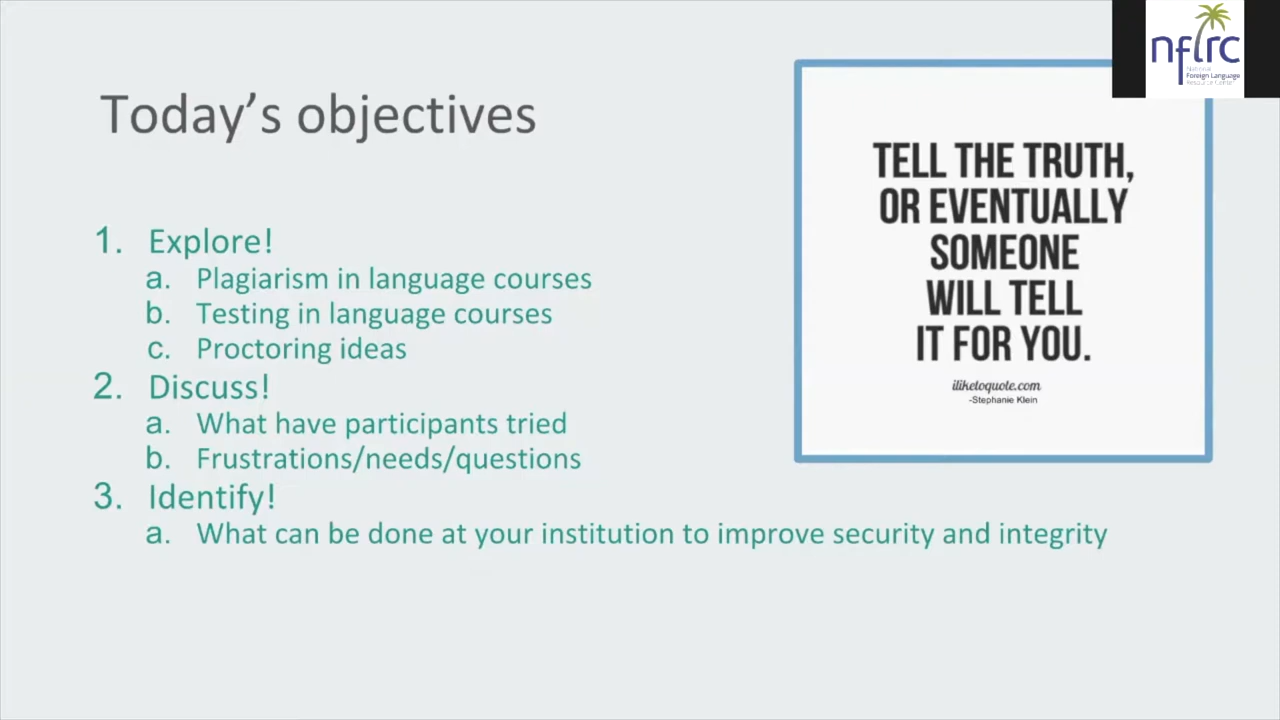 Today’s objectives
1. Explore!
a. Plagiarism in language courses
b. Testing in language courses
c. Proctoring ideas
2. Discuss!
a. What have participants tried
b. Frustrations/needs/questions
3. Identify!
a. What can be done at your institution to improve security and integrity
TELL THE TRUTH,
OR EVENTUALLY
SOMEONE
WILL TELL
IT FOR YOU.
iliketoquote.com
-Stephanie Klein
nflrc
National
Foreign Language
Resource Center